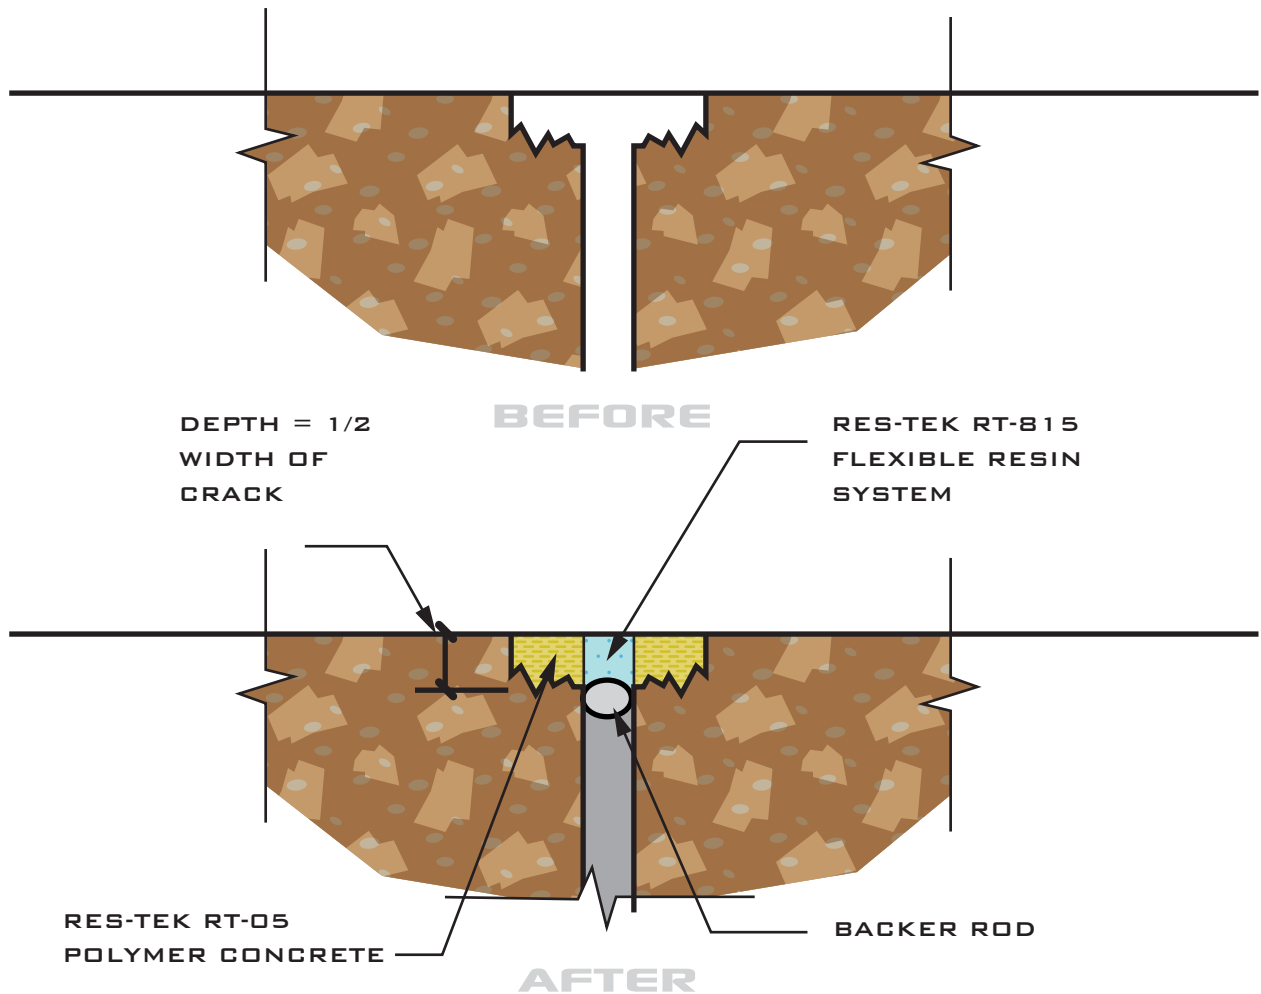 BEFORE
DEPTH = 1/2
WIDTH OF
CRACK
RES-TEK RT-815
FLEXIBLE RESIN
SYSTEM
RES-TEK RT-05
POLYMER CONCRETE
BACKER ROD
AFTER